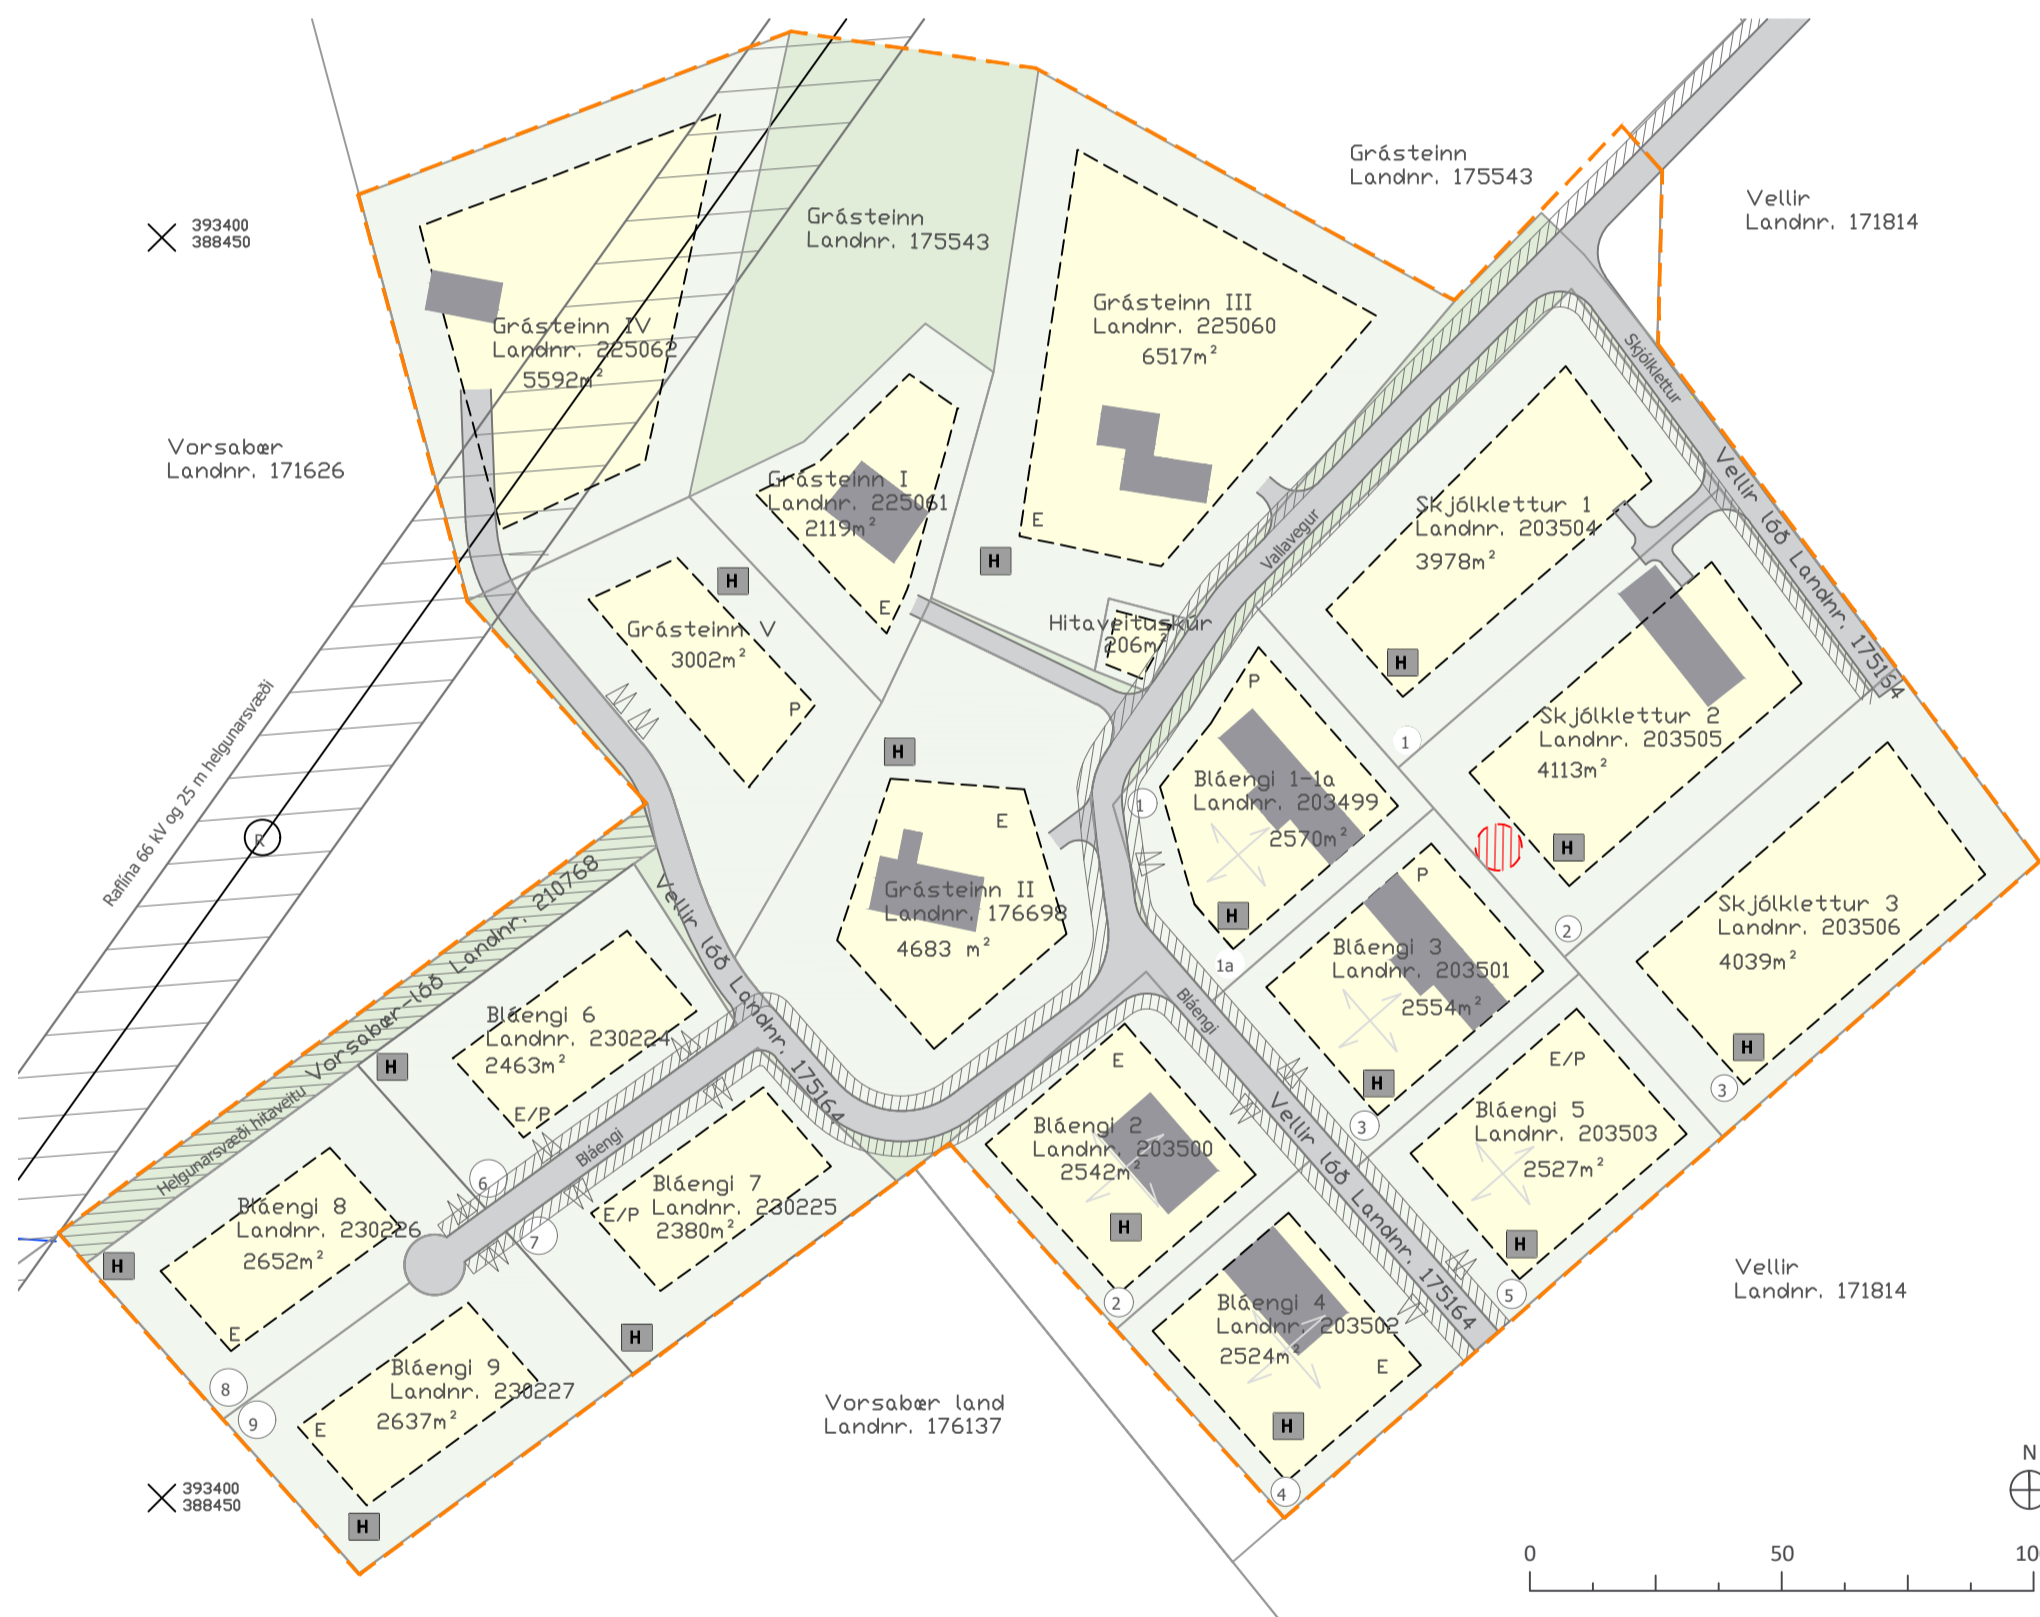 Grásteinn
Landnr. 175543
Vellir
Landnr. 171814
393400
388450
Grásteinn
Landnr. 175543
Grásteinn III
Landnr. 225060
6517m²
E
Grásteinn IV
Landnr. 225062
5592m²
Skjólklettur
Vorsabær
Landnr. 171626
Grásteinn I
Landnr. 225061
2119m²
E
Vallavegur
Skjólklettur 1
Landnr. 203504
3978m²
H
Vellir lóð Landnr. 175164
H
H
Grásteinn V
3002m²
P
Hitaveituskúr
206m²
Raflína 66 kV og 25 m helgunarsvæði
R
H
P
Bláengi 1-1a
Landnr. 203499
2570m²
H
1
1a
1
Skjólklettur 2
Landnr. 203505
4113m²
H
2
E
Grásteinn II
Landnr. 176698
4683 m²
Vellir lóð Landnr. 175164
P
Bláengi 3
Landnr. 203501
2554m²
H
3
Skjólklettur 3
Landnr. 203506
4039m²
H
3
Helgunarsvæði hitaveitu Vorsabær-lóð Landnr. 210768
Bláengi 6
Landnr. 230224
2463m²
E/P
H
6
Bláengi
Bláengi
Vellir lóð Landnr. 175164
E
Bláengi 2
Landnr. 203500
2542m²
H
2
E/P
Bláengi 5
Landnr. 203503
2527m²
H
5
Bláengi 7
Landnr. 230225
E/P
2380m²
H
7
Bláengi 8
Landnr. 230226
2652m²
H
E
8
Bláengi 4
Landnr. 203502
2524m²
E
H
4
Vellir
Landnr. 171814
Bláengi 9
Landnr. 230227
2637m²
E
H
9
Vorsabær land
Landnr. 176137
393400
388450
N
0 50 10